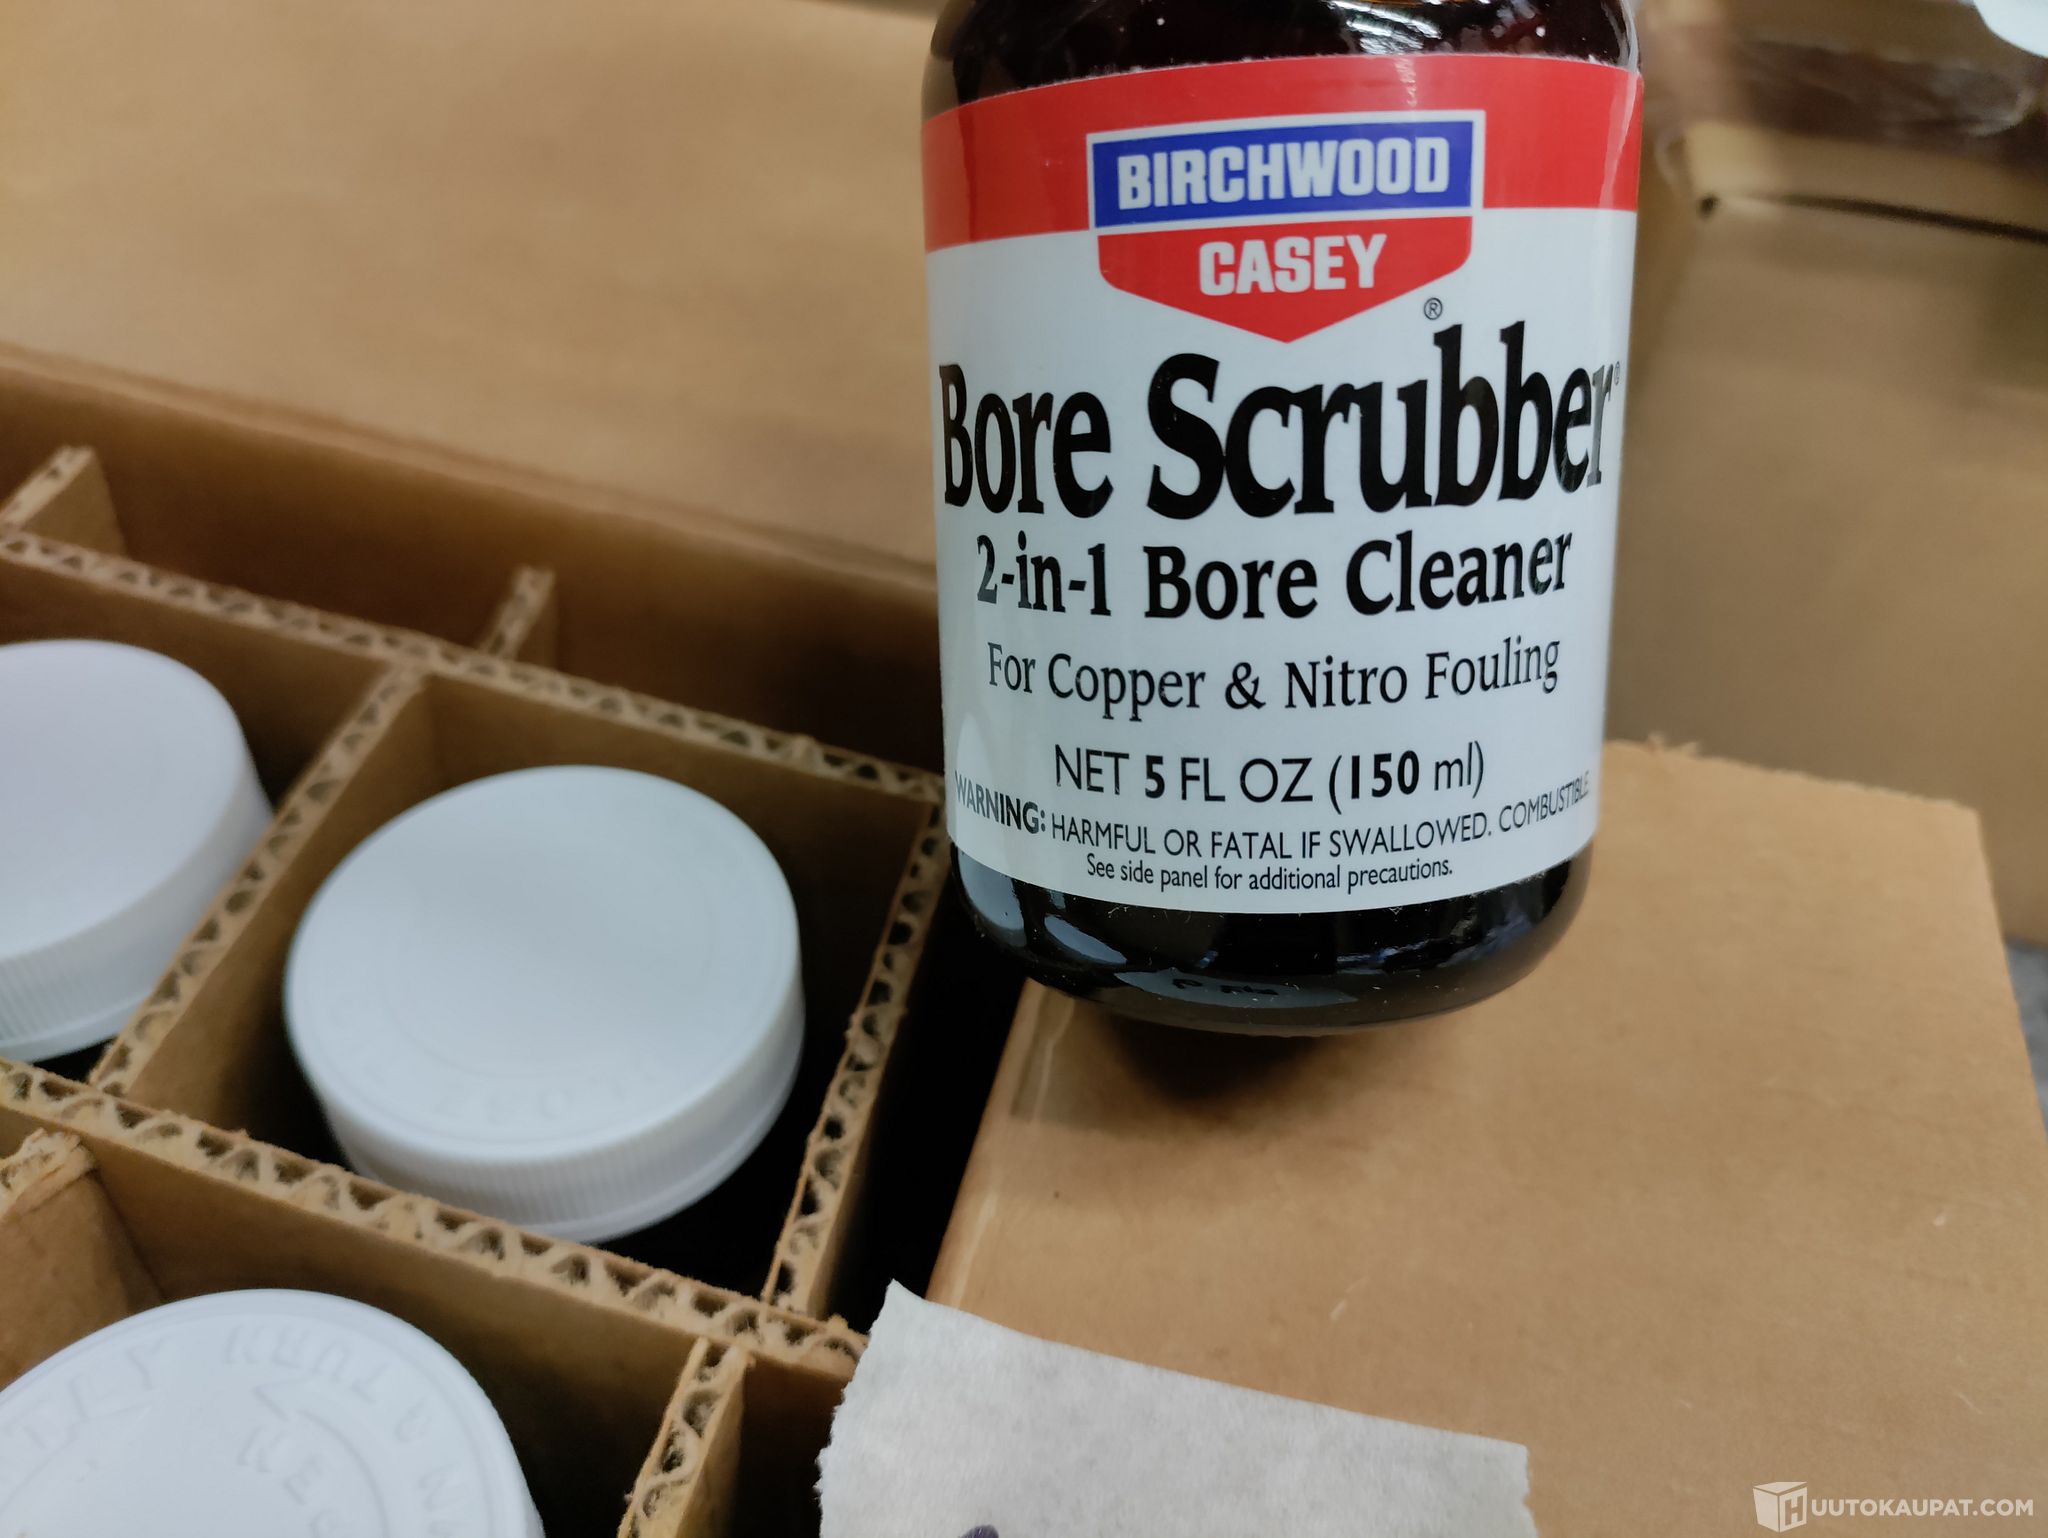 BIRCHWOOD
CASEY
®
Bore Scrubber®
2-in-1 Bore Cleaner
For Copper & Nitro Fouling
NET 5 FL OZ (150 ml)
WARNING: HARMFUL OR FATAL IF SWALLOWED. COMBUSTIBLE.
See side panel for additional precautions.
HUUTOKAUPAT.COM